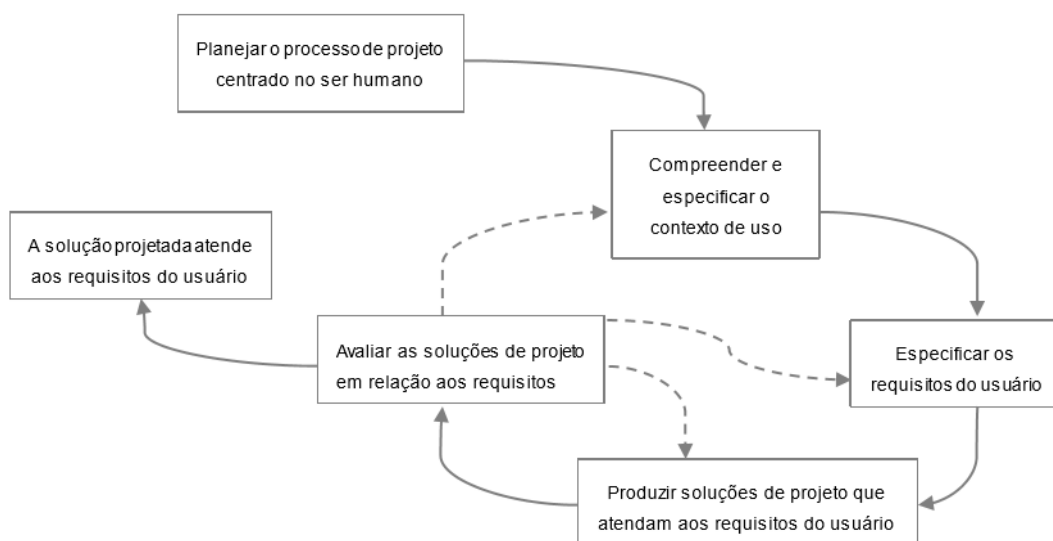 Planejar o processo de projeto
centrado no ser humano
Compreender e
especificar o
contexto de uso
A solução projetada atende
aos requisitos do usuário
Avaliar as soluções de projeto
em relação aos requisitos
Especificar os
requisitos do usuário
Produzir soluções de projeto que
atendam aos requisitos do usuário